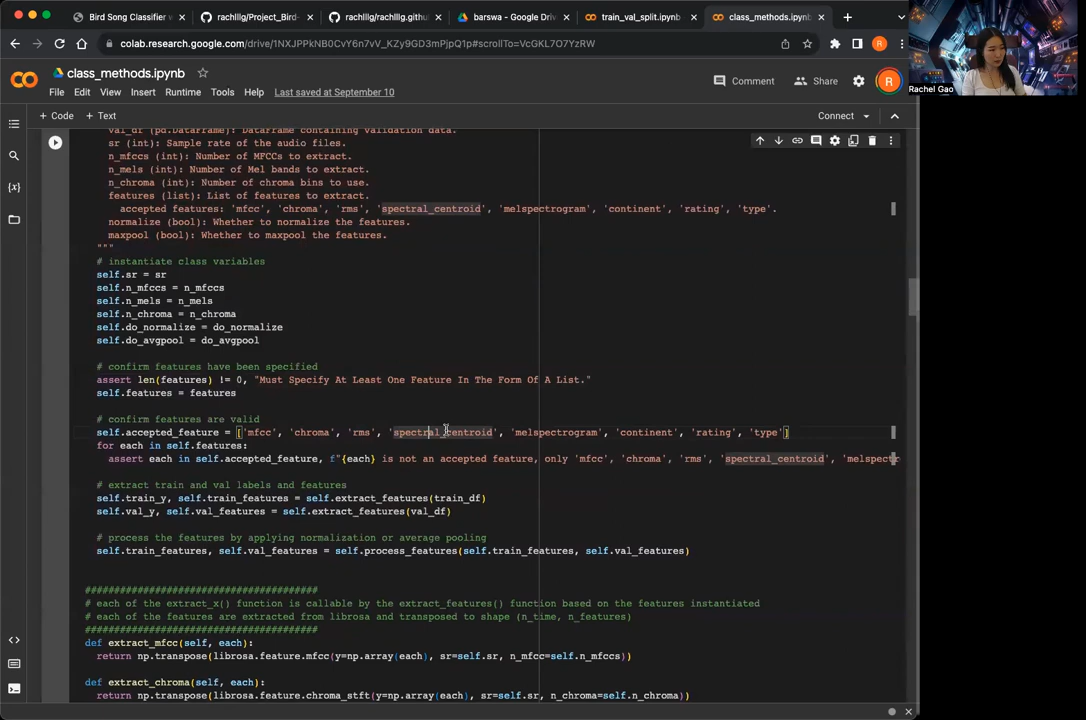 Bird Song Classifier w
rachlllg/Project_Bird-
rachlllg/rachlllg.githu
barswa - Google Driv
train_val_split.ipynb
class_methods.ipynb
colab.research.google.com/drive/1NXJPPkNB0CvY6n7vV_KZy9GD3mPjpQ1p#scrollTo=VcGKL7O7YzRW
R
Rachel Gao
class_methods.ipynb
File Edit View Insert Runtime Tools Help Last saved at September 10
Comment Share R
+ Code + Text
Connect
val_df (pd.DataFrame): DataFrame containing validation data.
sr (int): Sample rate of the audio files.
n_mfccs (int): Number of MFCCs to extract.
n_mels (int): Number of Mel bands to extract.
n_chroma (int): Number of chroma bins to use.
features (list): List of features to extract.
accepted features: 'mfcc', 'chroma', 'rms', 'spectral_centroid', 'melspectrogram', 'continent', 'rating', 'type'.
normalize (bool): Whether to normalize the features.
maxpool (bool): Whether to maxpool the features.
"""
# instantiate class variables
self.sr = sr
self.n_mfccs = n_mfccs
self.n_mels = n_mels
self.n_chroma = n_chroma
self.do_normalize = do_normalize
self.do_avgpool = do_avgpool
# confirm features have been specified
assert len(features) != 0, "Must Specify At Least One Feature In The Form Of A List."
self.features = features
# confirm features are valid
self.accepted_feature = ['mfcc', 'chroma', 'rms', 'spectral_centroid', 'melspectrogram', 'continent', 'rating', 'type']
for each in self.features:
assert each in self.accepted_feature, f"{each} is not an accepted feature, only 'mfcc', 'chroma', 'rms', 'spectral_centroid', 'melspectr
# extract train and val labels and features
self.train_y, self.train_features = self.extract_features(train_df)
self.val_y, self.val_features = self.extract_features(val_df)
# process the features by applying normalization or average pooling
self.train_features, self.val_features = self.process_features(self.train_features, self.val_features)
########################################
# each of the extract_x() function is callable by the extract_features() function based on the features instantiated
# each of the features are extracted from librosa and transposed to shape (n_time, n_features)
########################################
def extract_mfcc(self, each):
return np.transpose(librosa.feature.mfcc(y=np.array(each), sr=self.sr, n_mfcc=self.n_mfccs))
def extract_chroma(self, each):
return np.transpose(librosa.feature.chroma_stft(y=np.array(each), sr=self.sr, n_chroma=self.n_chroma))